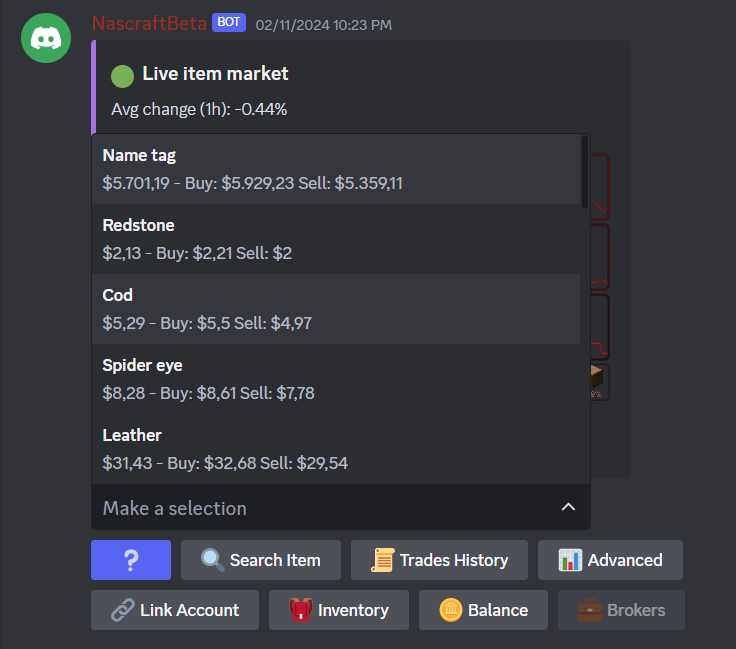 NascraftBeta BOT 02/11/2024 10:23 PM
Live item market
Avg change (1h): -0.44%
Name tag
$5.701,19 - Buy: $5.929,23 Sell: $5.359,11
Redstone
$2,13 - Buy: $2,21 Sell: $2
Cod
$5,29 - Buy: $5,5 Sell: $4,97
Spider eye
$8,28 - Buy: $8,61 Sell: $7,78
Leather
$31,43 - Buy: $32,68 Sell: $29,54
Make a selection
? Search Item Trades History Advanced
Link Account Inventory Balance Brokers